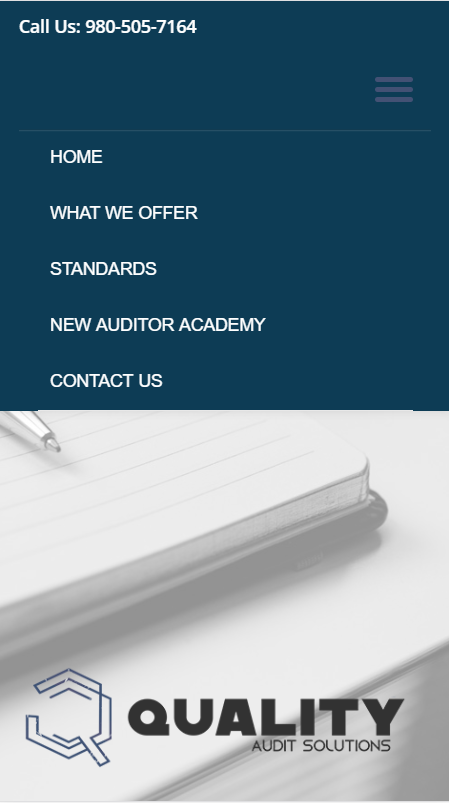 Call Us: 980-505-7164
HOME
WHAT WE OFFER
STANDARDS
NEW AUDITOR ACADEMY
CONTACT US
QUALITY
AUDIT SOLUTIONS